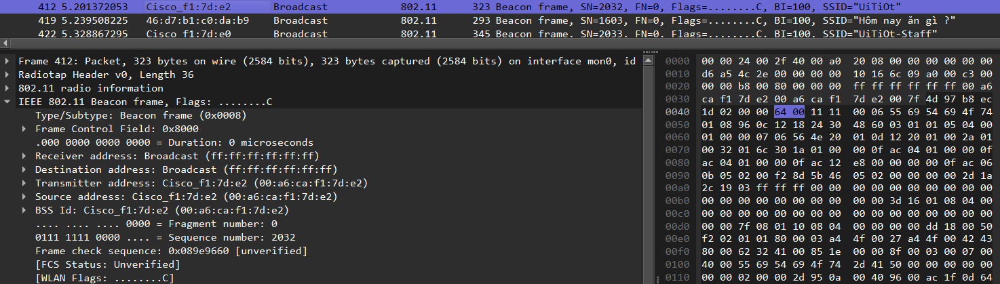 412 5.201372053 Cisco_f1:7d:e2 Broadcast 802.11 323 Beacon frame, SN=2032, FN=0, Flags=........C, BI=100, SSID="UiTiOt"
419 5.239508225 46:d7:b1:c0:da:b9 Broadcast 802.11 293 Beacon frame, SN=1603, FN=0, Flags=........C, BI=100, SSID="Hôm nay ăn gì ?"
422 5.328867295 Cisco_f1:7d:e0 Broadcast 802.11 345 Beacon frame, SN=2033, FN=0, Flags=........C, BI=100, SSID="UiTiOt-Staff"
Frame 412: Packet, 323 bytes on wire (2584 bits), 323 bytes captured (2584 bits) on interface mon0, id
Radiotap Header v0, Length 36
802.11 radio information
IEEE 802.11 Beacon frame, Flags: ........C
Type/Subtype: Beacon frame (0x0008)
Frame Control Field: 0x8000
.000 0000 0000 0000 = Duration: 0 microseconds
Receiver address: Broadcast (ff:ff:ff:ff:ff:ff)
Destination address: Broadcast (ff:ff:ff:ff:ff:ff)
Transmitter address: Cisco_f1:7d:e2 (00:a6:ca:f1:7d:e2)
Source address: Cisco_f1:7d:e2 (00:a6:ca:f1:7d:e2)
BSS Id: Cisco_f1:7d:e2 (00:a6:ca:f1:7d:e2)
.... .... .... 0000 = Fragment number: 0
0111 1111 0000 .... = Sequence number: 2032
Frame check sequence: 0x089e9660 [unverified]
[FCS Status: Unverified]
[WLAN Flags: ........C]
0000 00 00 24 00 2f 40 00 a0 20 08 00 00 00 00 00 00
0010 d6 a5 4c 2e 00 00 00 00 10 16 6c 09 a0 00 c3 00
0020 00 00 b8 00 80 00 00 00 ff ff ff ff ff ff 00 a6
0030 ca f1 7d e2 00 a6 ca f1 7d e2 00 7f 4d 97 b8 ec
0040 1d 02 00 00 64 00 11 11 00 06 55 69 54 69 4f 74
0050 01 08 96 0c 12 18 24 30 48 60 03 01 01 05 04 00
0060 01 00 00 07 06 56 4e 20 01 0d 12 20 01 00 2a 01
0070 00 32 01 6c 30 1a 01 00 00 0f ac 04 01 00 00 0f
0080 ac 04 01 00 00 0f ac 12 e8 00 00 00 00 0f ac 06
0090 0b 05 02 00 f2 8d 5b 46 05 02 00 00 00 00 2d 1a
00a0 2c 19 03 ff ff ff 00 00 00 00 00 00 00 00 00 00
00b0 00 00 00 00 00 00 00 00 00 00 3d 16 01 08 04 00
00c0 00 00 00 00 00 00 00 00 00 00 00 00 00 00 00 00
00d0 00 00 7f 08 01 10 08 04 00 00 00 00 dd 18 00 50
00e0 f2 02 01 01 80 00 03 a4 4f 00 27 a4 4f 00 42 43
00f0 80 00 62 32 41 00 85 1e 00 00 8f 00 03 00 07 00
0100 40 00 55 69 54 69 4f 74 2d 41 50 00 00 00 00 00
0110 00 00 02 00 00 2d 95 0a 00 40 96 00 ac 1f 0d 64